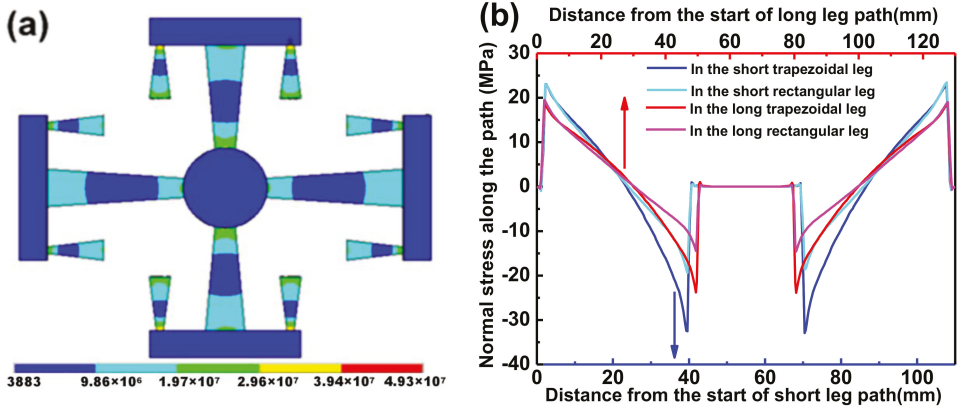 (a)
3883 9.86×10⁶ 1.97×10⁷ 2.96×10⁷ 3.94×10⁷ 4.93×10⁷
(b)
Distance from the start of long leg path(mm)
0 20 40 60 80 100 120
30
20
10
0
-10
-20
-30
-40
Normal stress along the path (MPa)
In the short trapezoidal leg
In the short rectangular leg
In the long trapezoidal leg
In the long rectangular leg
0 20 40 60 80 100
Distance from the start of short leg path(mm)